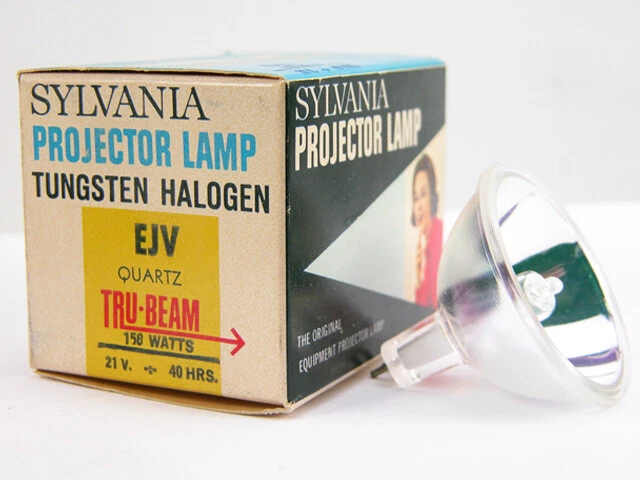 SYLVANIA
PROJECTOR LAMP
TUNGSTEN HALOGEN
EJV
QUARTZ
TRU-BEAM
150 WATTS
21 V. 40 HRS.
SYLVANIA
PROJECTOR LAMP
THE ORIGINAL
EQUIPMENT PROJECTOR LAMP